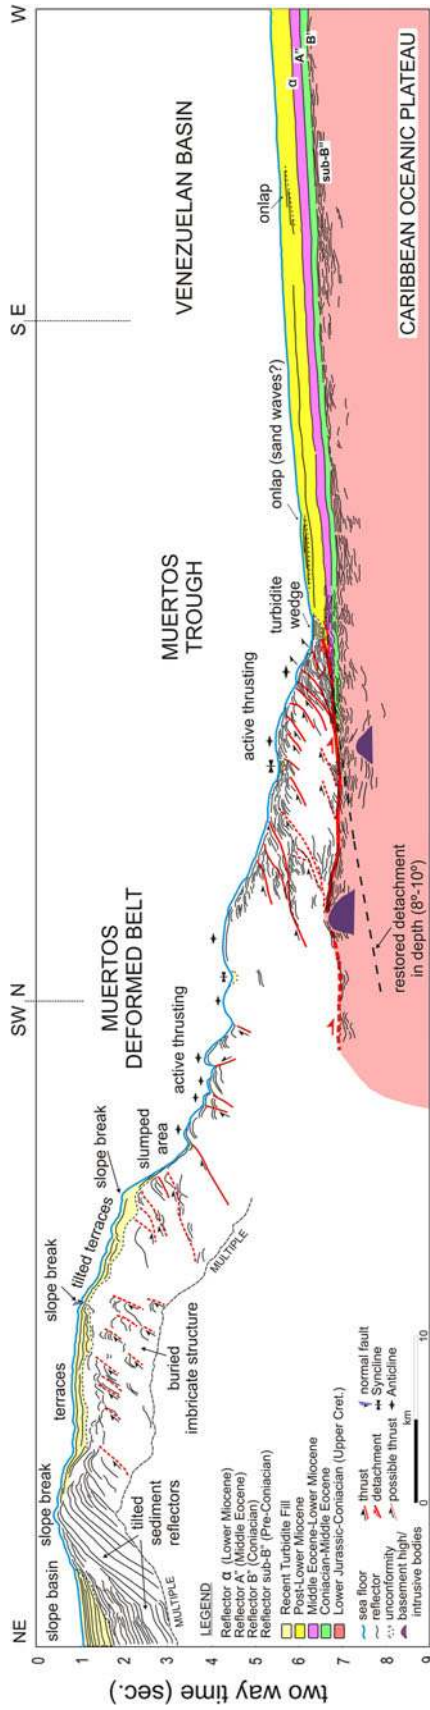 NE
SW N
S E
W
two way time (sec.)
0
1
2
3
4
5
6
7
8
9
slope basin
slope break
terraces
slope break
tilted terraces
slope break
slumped
area
active thrusting
MUERTOS
DEFORMED BELT
active thrusting
MUERTOS
TROUGH
turbidite
wedge
onlap (sand waves?)
onlap
VENEZUELAN BASIN
tilted
sediment
reflectors
MULTIPLE
buried
imbricate structure
MULTIPLE
α
A"
B"
sub-B"
restored detachment
in depth (8°-10°)
CARIBBEAN OCEANIC PLATEAU
LEGEND
Reflector α (Lower Miocene)
Reflector A" (Middle Eocene)
Reflector B" (Coniacian)
Reflector sub-B" (Pre-Coniacian)
Recent Turbidite Fill
Post-Lower Miocene
Middle Eocene-Lower Miocene
Coniacian-Middle Eocene
Lower Jurassic-Coniacian (Upper Cret.)
sea floor
reflector
unconformity
basement high/
intrusive bodies
thrust
detachment
possible thrust
normal fault
Syncline
Anticline
0
km
10